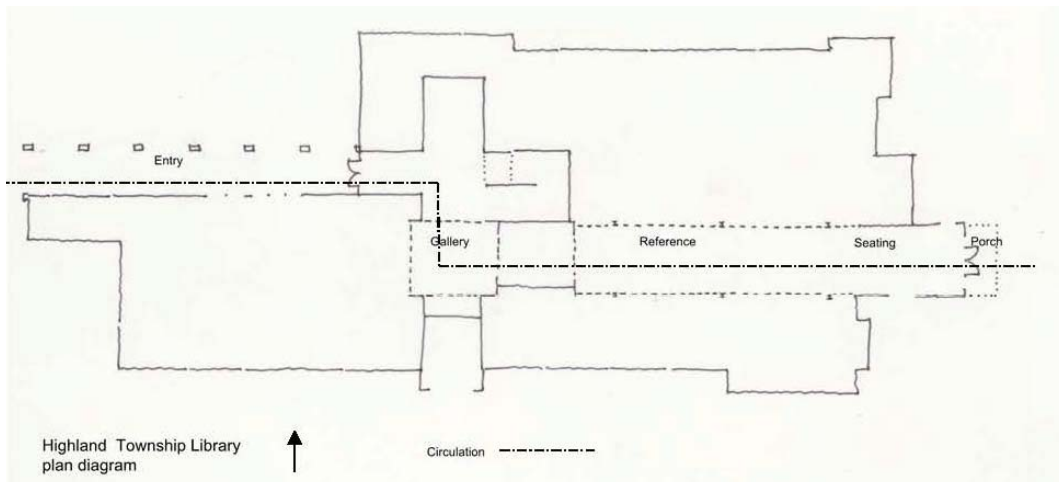 Entry
Gallery
Reference
Seating
Porch
Highland Township Library
plan diagram
Circulation